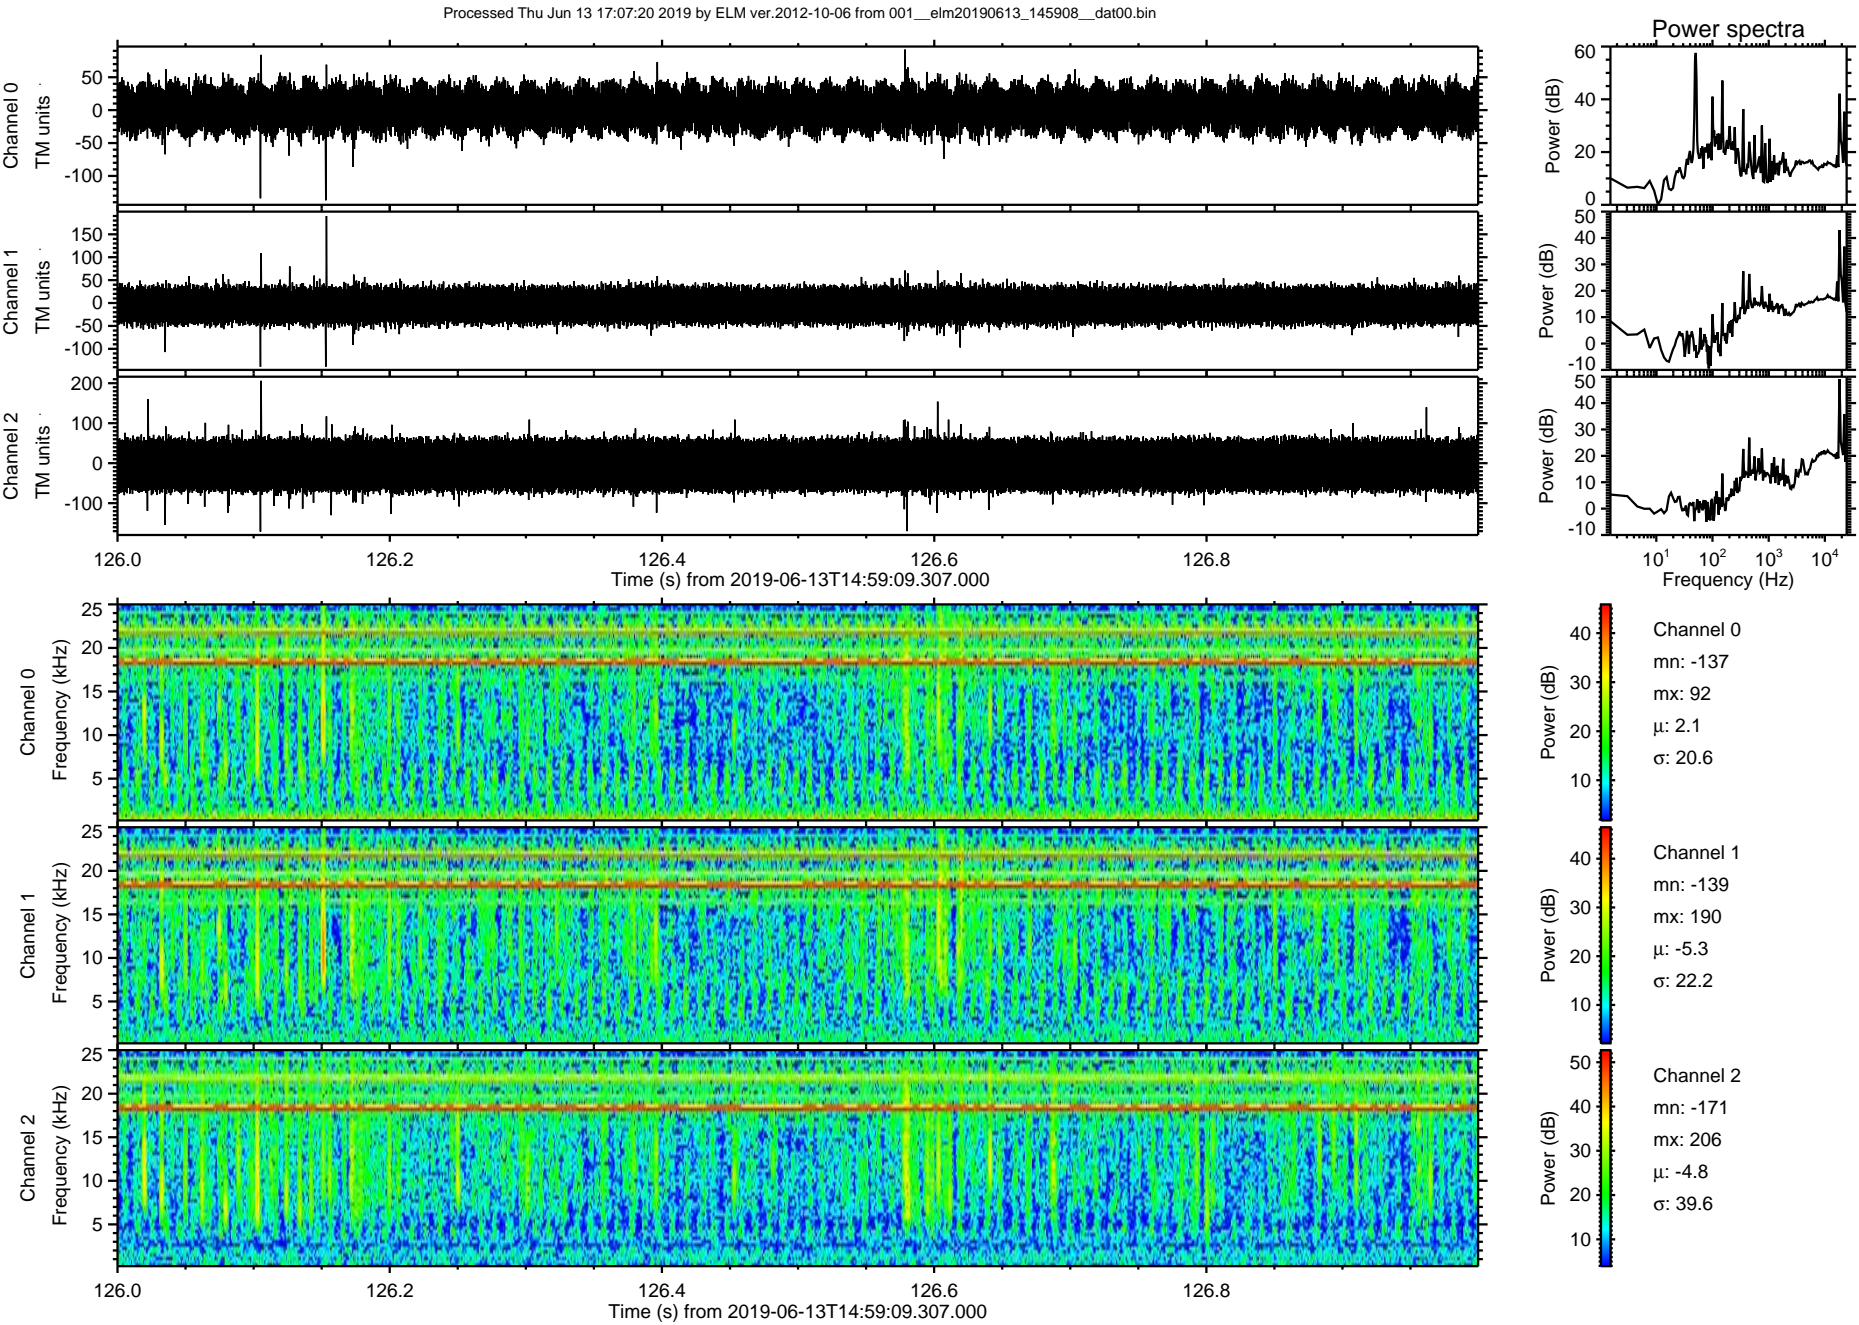 Processed Thu Jun 13 17:07:20 2019 by ELM ver.2012-10-06 from 001__elm20190613_145908__dat00.bin
Power spectra
Channel 0
TM units
50
0
-50
-100
Power (dB)
60
40
20
0
Channel 1
TM units
150
100
50
0
-50
-100
Power (dB)
50
40
30
20
10
0
-10
Channel 2
TM units
200
100
0
-100
Power (dB)
50
40
30
20
10
0
-10
126.0 126.2 126.4 126.6 126.8
Time (s) from 2019-06-13T14:59:09.307.000
10¹ 10² 10³ 10⁴
Frequency (Hz)
Channel 0
Frequency (kHz)
25
20
15
10
5
Power (dB)
40
30
20
10
Channel 0
mn: -137
mx: 92
μ: 2.1
σ: 20.6
Channel 1
Frequency (kHz)
25
20
15
10
5
Power (dB)
40
30
20
10
Channel 1
mn: -139
mx: 190
μ: -5.3
σ: 22.2
Channel 2
Frequency (kHz)
25
20
15
10
5
Power (dB)
50
40
30
20
10
Channel 2
mn: -171
mx: 206
μ: -4.8
σ: 39.6
126.0 126.2 126.4 126.6 126.8
Time (s) from 2019-06-13T14:59:09.307.000